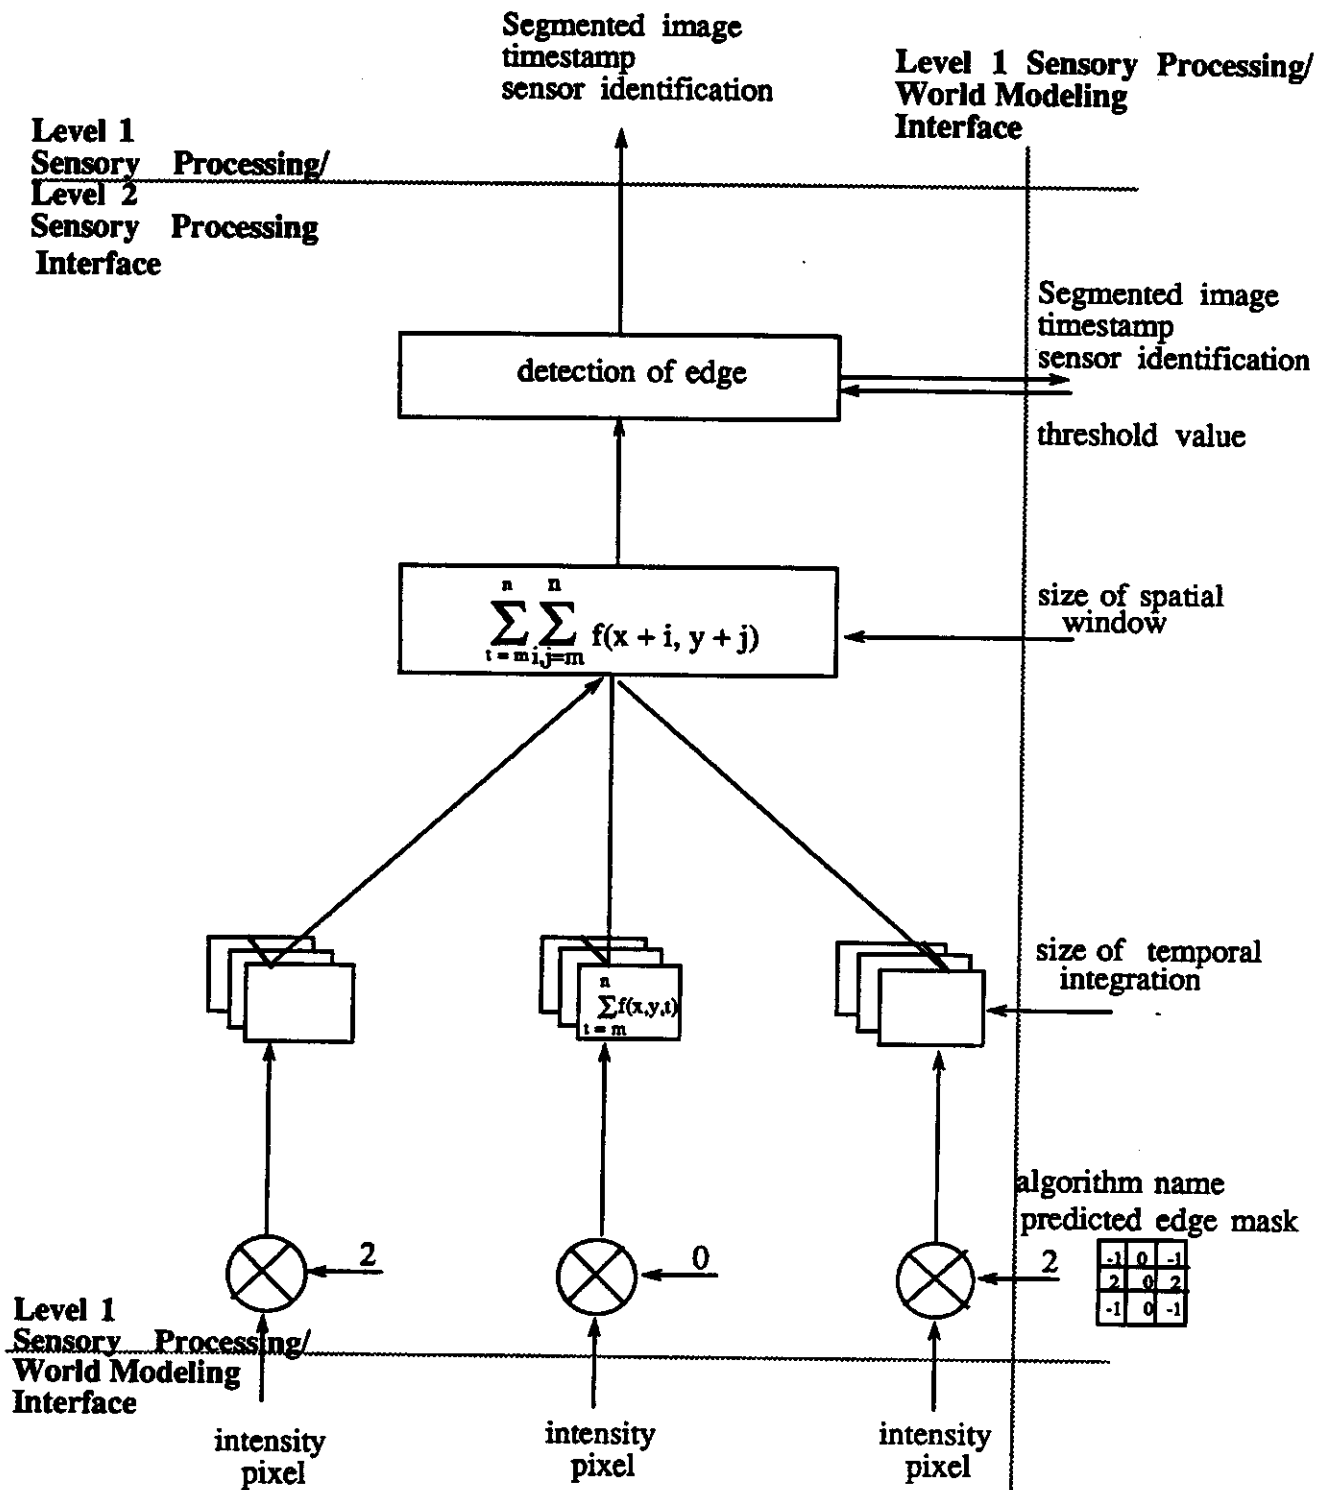 Segmented image
timestamp
sensor identification
Level 1 Sensory Processing/
World Modeling
Interface
Level 1
Sensory Processing/
Level 2
Sensory Processing
Interface
Segmented image
timestamp
sensor identification
detection of edge
threshold value
n n
∑ ∑ f(x + i, y + j)
t = m i,j=m
size of spatial
window
size of temporal
integration
n
∑f(x,y,t)
t = m
algorithm name
predicted edge mask
2
0
2
-1 0 -1
2 0 2
-1 0 -1
Level 1
Sensory Processing/
World Modeling
Interface
intensity
pixel
intensity
pixel
intensity
pixel